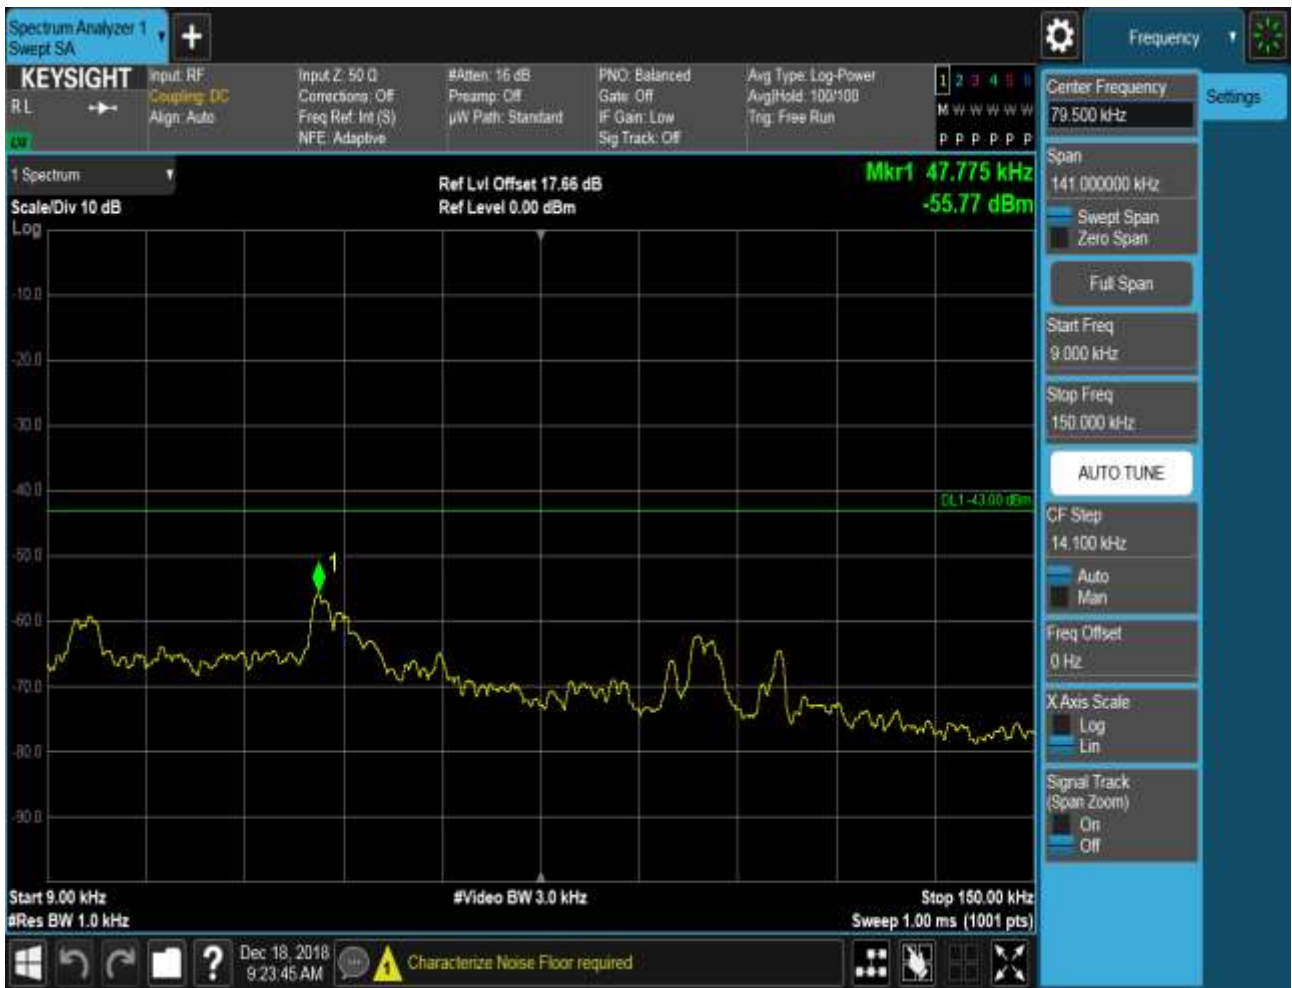 Spectrum Analyzer 1
Swept SA
Frequency
KEYSIGHT
R L
Input: RF
Coupling: DC
Align: Auto
Input Z: 50 Ω
Corrections: Off
Freq Ref: Int (S)
NFE: Adaptive
#Atten: 16 dB
Preamp: Off
µW Path: Standard
PNO: Balanced
Gate: Off
IF Gain: Low
Sig Track: Off
Avg Type: Log-Power
Avg|Hold: 100/100
Trig: Free Run
1 2 3 4 5 6
M W W W W W
P P P P P P
1 Spectrum
Scale/Div 10 dB
Log
Ref Lvl Offset 17.66 dB
Ref Level 0.00 dBm
Mkr1 47.775 kHz
-55.77 dBm
-10.0
-20.0
-30.0
-40.0
DL1 -43.00 dBm
-50.0
1
-60.0
-70.0
-80.0
-90.0
Start 9.00 kHz
#Res BW 1.0 kHz
#Video BW 3.0 kHz
Stop 150.00 kHz
Sweep 1.00 ms (1001 pts)
Center Frequency
79.500 kHz
Settings
Span
141.000000 kHz
Swept Span
Zero Span
Full Span
Start Freq
9.000 kHz
Stop Freq
150.000 kHz
AUTO TUNE
CF Step
14.100 kHz
Auto
Man
Freq Offset
0 Hz
X Axis Scale
Log
Lin
Signal Track
(Span Zoom)
On
Off
?
Dec 18, 2018
9:23:45 AM
1
Characterize Noise Floor required